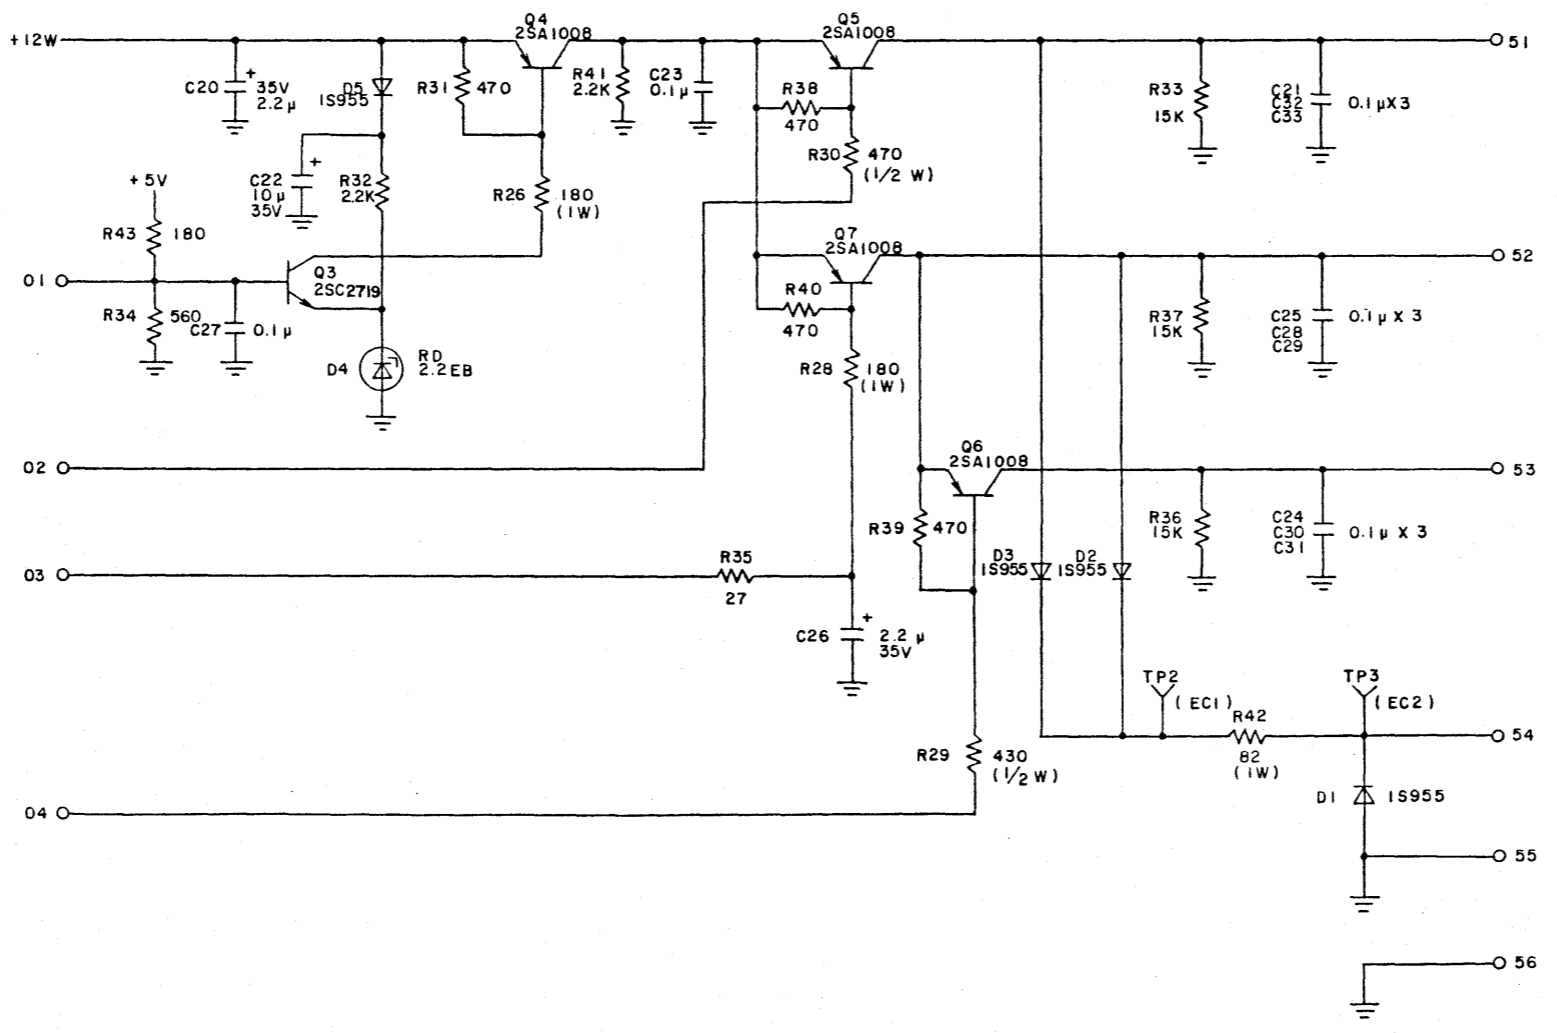 +12W
C20
+
35V
2.2µ
D5
1S955
R31
470
Q4
2SA1008
R41
2.2K
C23
0.1µ
Q5
2SA1008
R38
470
R30
470
(1/2 W)
R33
15K
C21
C32
C33
0.1µX3
51
+5V
R43
180
C22
10µ
35V
+
R32
2.2K
R26
180
(1W)
01
R34
560
C27
0.1µ
Q3
2SC2719
D4
RD
2.2EB
Q7
2SA1008
R40
470
R28
180
(1W)
R37
15K
C25
C28
C29
0.1µ X 3
52
02
Q6
2SA1008
R39
470
R36
15K
C24
C30
C31
0.1µ X 3
53
03
R35
27
D3
1S955
D2
1S955
C26
+
2.2µ
35V
TP2
(EC1)
R42
82
(1W)
TP3
(EC2)
54
R29
430
(1/2 W)
D1
1S955
04
55
56